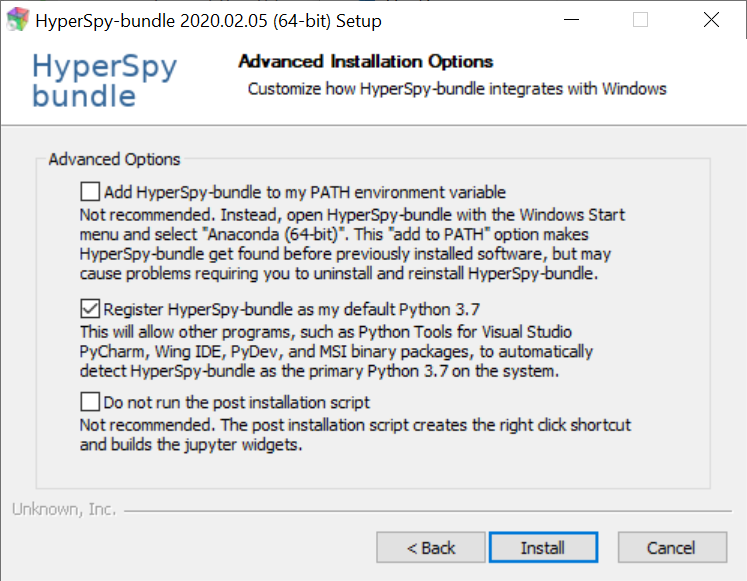 HyperSpy-bundle 2020.02.05 (64-bit) Setup
HyperSpy
bundle
Advanced Installation Options
Customize how HyperSpy-bundle integrates with Windows
Advanced Options
Add HyperSpy-bundle to my PATH environment variable
Not recommended. Instead, open HyperSpy-bundle with the Windows Start
menu and select "Anaconda (64-bit)". This "add to PATH" option makes
HyperSpy-bundle get found before previously installed software, but may
cause problems requiring you to uninstall and reinstall HyperSpy-bundle.
Register HyperSpy-bundle as my default Python 3.7
This will allow other programs, such as Python Tools for Visual Studio
PyCharm, Wing IDE, PyDev, and MSI binary packages, to automatically
detect HyperSpy-bundle as the primary Python 3.7 on the system.
Do not run the post installation script
Not recommended. The post installation script creates the right click shortcut
and builds the jupyter widgets.
Unknown, Inc.
< Back
Install
Cancel